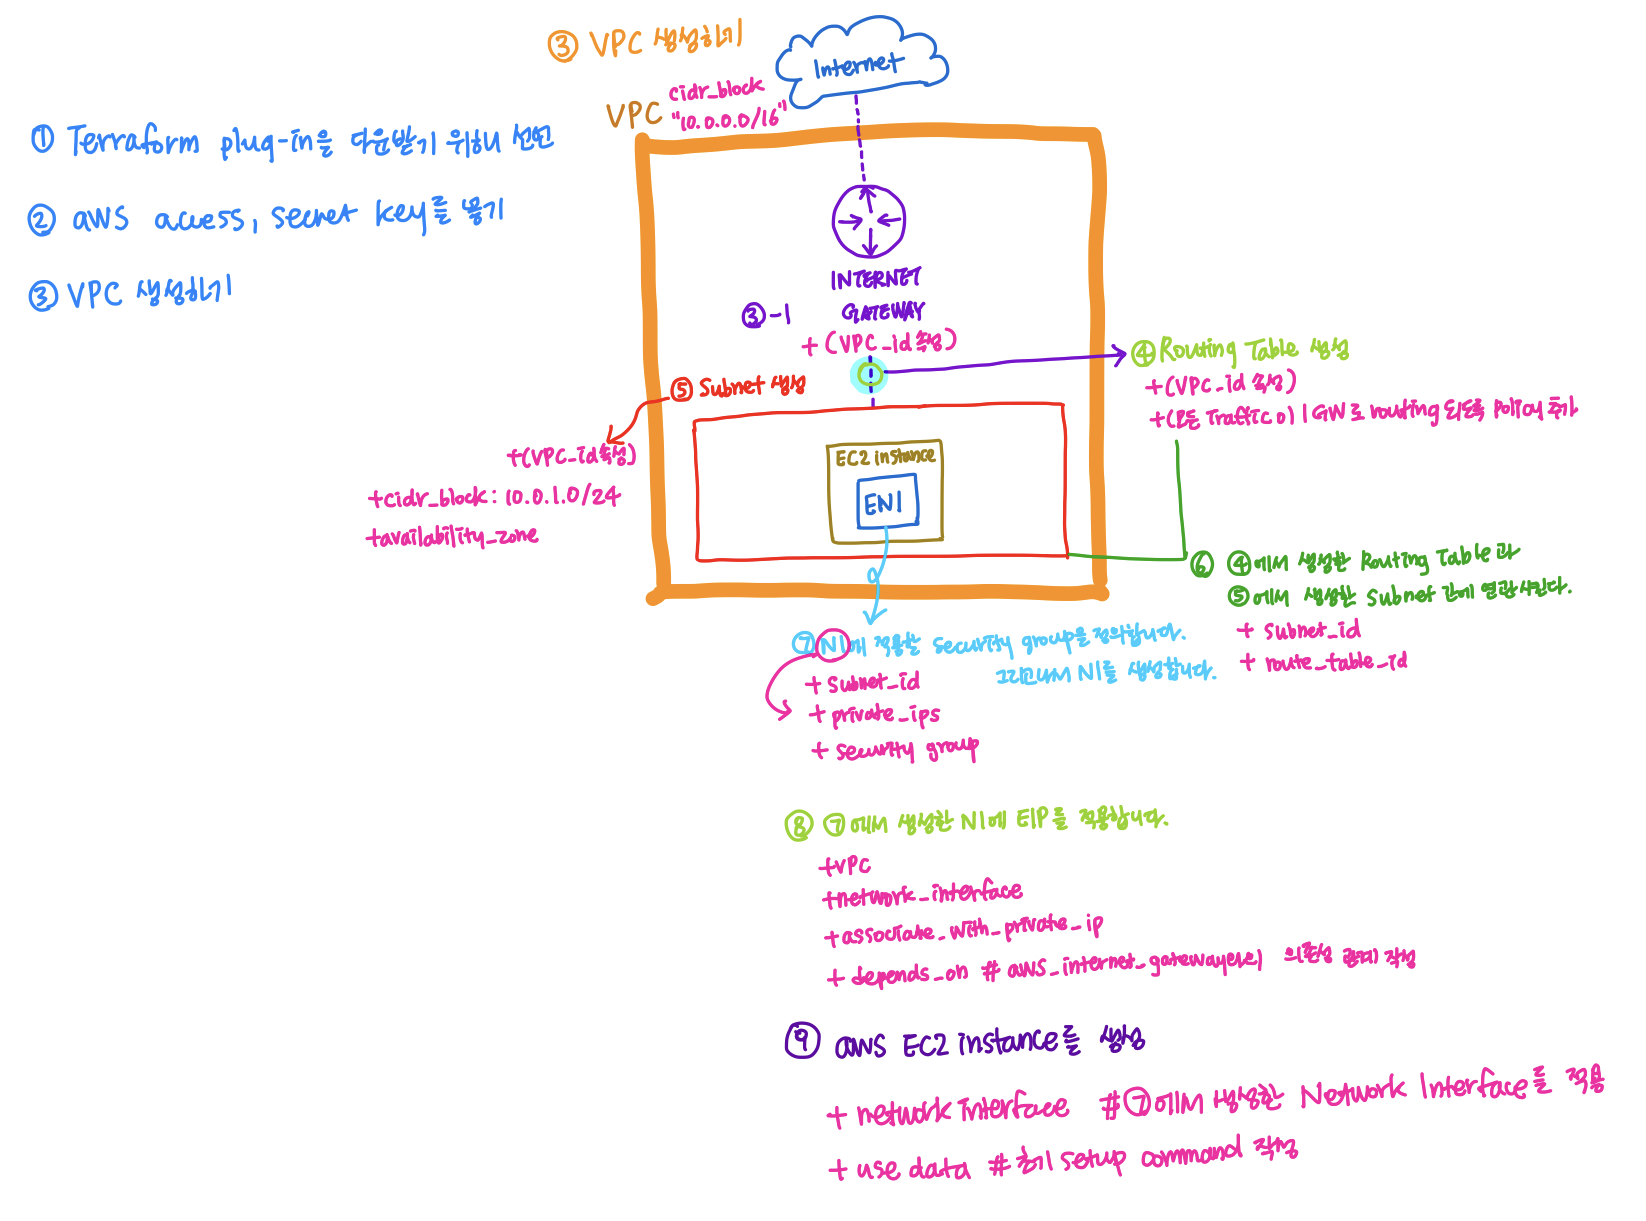 ③ VPC 생성하기
Internet
VPC
cidr_block
"10.0.0.0/16"
① Terraform plug-in을 다운받기 위해 선언
② aws access, secret key를 넣기
③ VPC 생성하기
INTERNET
③-1 GATEWAY
+ (VPC_id 속성)
④ Routing Table 생성
+(VPC_id 속성)
+(모든 Traffic이 IGW로 routing 되도록 Policy 추가
⑤ Subnet 생성
+(VPC_id속성)
+cidr_block: 10.0.1.0/24
+availability_zone
EC2 instance
ENI
⑥ ④에서 생성한 Routing Table과
⑤에서 생성한 Subnet 간에 연관시킨다.
+ Subnet_id
+ route_table_id
⑦ NI에 적용할 Security group을 정의합니다.
그리고나서 NI를 생성합니다.
+ Subnet_id
+ private_ips
+ security group
⑧ ⑦에서 생성한 NI에 EIP를 적용합니다.
+VPC
+network_interface
+associate_with_private_ip
+ depends_on # aws_internet_gateway와의 의존성 관계 작성
⑨ aws EC2 instance를 생성
+ network interface #⑦에서 생성한 Network Interface를 적용
+ use data # 초기 setup command 작성